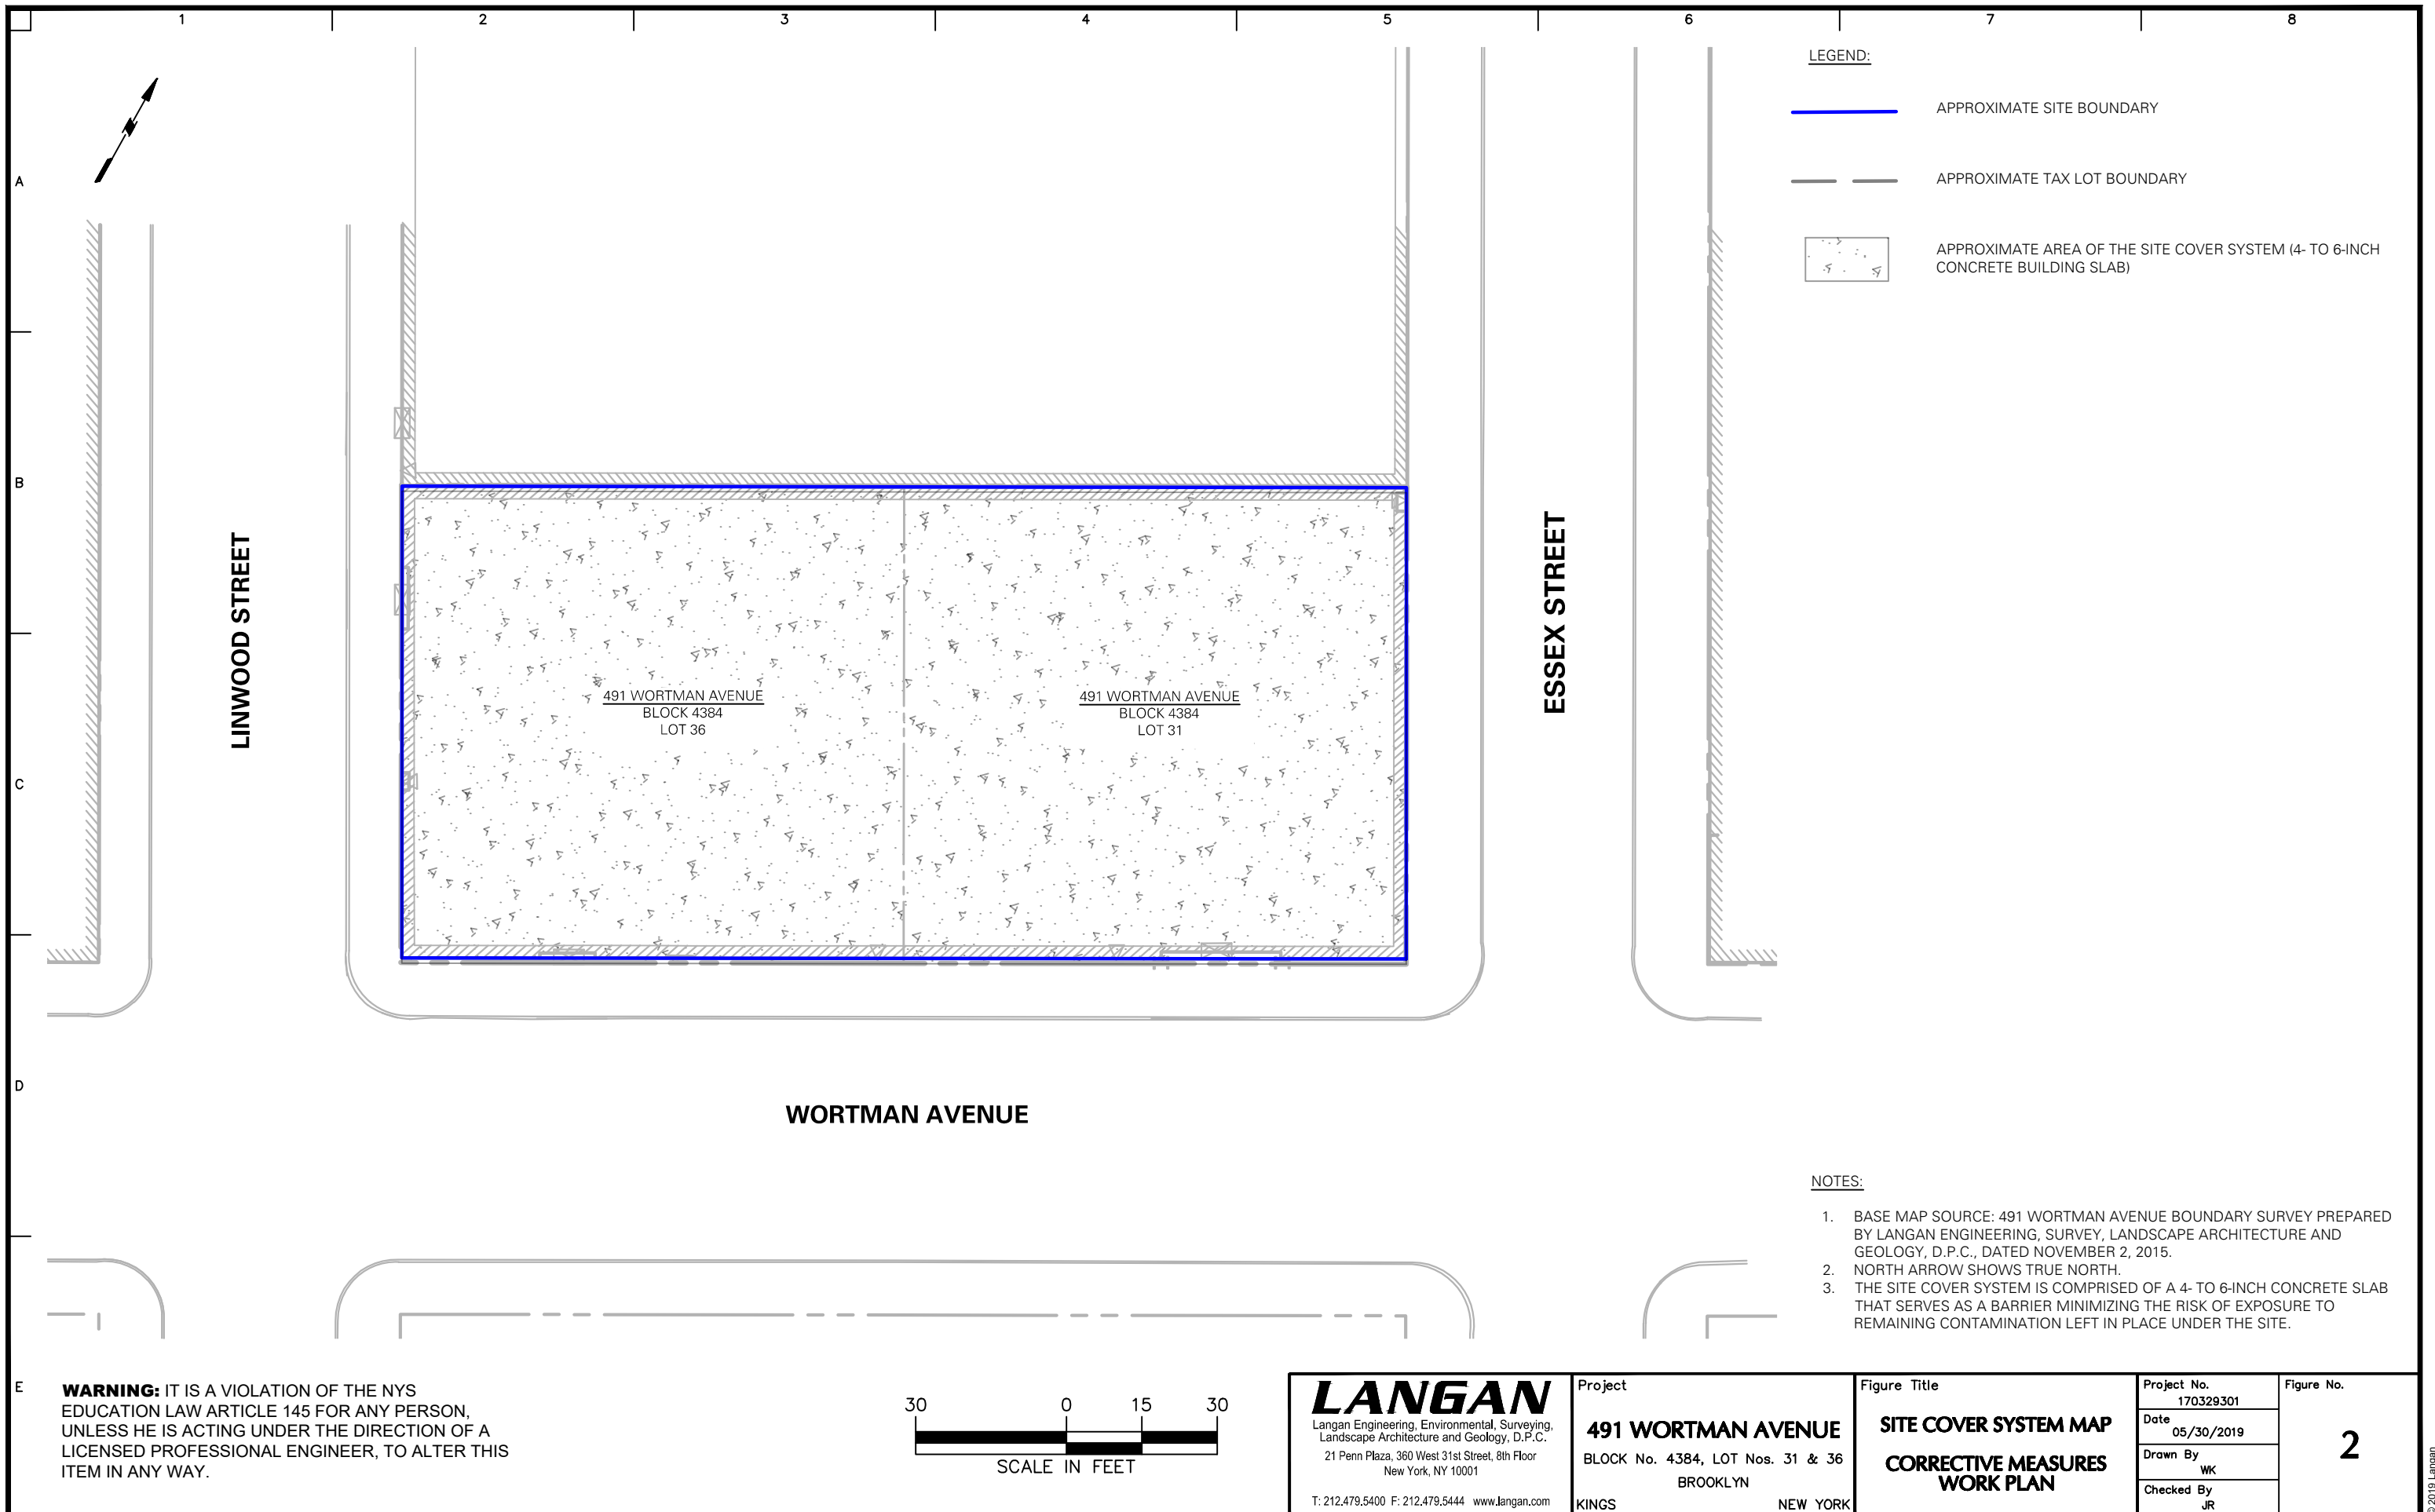 1 2 3 4 5 6 7 8
A
B
C
D
E
LEGEND:
APPROXIMATE SITE BOUNDARY
APPROXIMATE TAX LOT BOUNDARY
APPROXIMATE AREA OF THE SITE COVER SYSTEM (4- TO 6-INCH
CONCRETE BUILDING SLAB)
LINWOOD STREET
491 WORTMAN AVENUE
BLOCK 4384
LOT 36
491 WORTMAN AVENUE
BLOCK 4384
LOT 31
ESSEX STREET
WORTMAN AVENUE
NOTES:
1. BASE MAP SOURCE: 491 WORTMAN AVENUE BOUNDARY SURVEY PREPARED
BY LANGAN ENGINEERING, SURVEY, LANDSCAPE ARCHITECTURE AND
GEOLOGY, D.P.C., DATED NOVEMBER 2, 2015.
2. NORTH ARROW SHOWS TRUE NORTH.
3. THE SITE COVER SYSTEM IS COMPRISED OF A 4- TO 6-INCH CONCRETE SLAB
THAT SERVES AS A BARRIER MINIMIZING THE RISK OF EXPOSURE TO
REMAINING CONTAMINATION LEFT IN PLACE UNDER THE SITE.
WARNING: IT IS A VIOLATION OF THE NYS
EDUCATION LAW ARTICLE 145 FOR ANY PERSON,
UNLESS HE IS ACTING UNDER THE DIRECTION OF A
LICENSED PROFESSIONAL ENGINEER, TO ALTER THIS
ITEM IN ANY WAY.
30 0 15 30
SCALE IN FEET
LANGAN
Langan Engineering, Environmental, Surveying,
Landscape Architecture and Geology, D.P.C.
21 Penn Plaza, 360 West 31st Street, 8th Floor
New York, NY 10001
T: 212.479.5400 F: 212.479.5444 www.langan.com
Project
491 WORTMAN AVENUE
BLOCK No. 4384, LOT Nos. 31 & 36
BROOKLYN
KINGS NEW YORK
Figure Title
SITE COVER SYSTEM MAP
CORRECTIVE MEASURES
WORK PLAN
Project No.
170329301
Date
05/30/2019
Drawn By
WK
Checked By
JR
Figure No.
2
© 2019 Langan